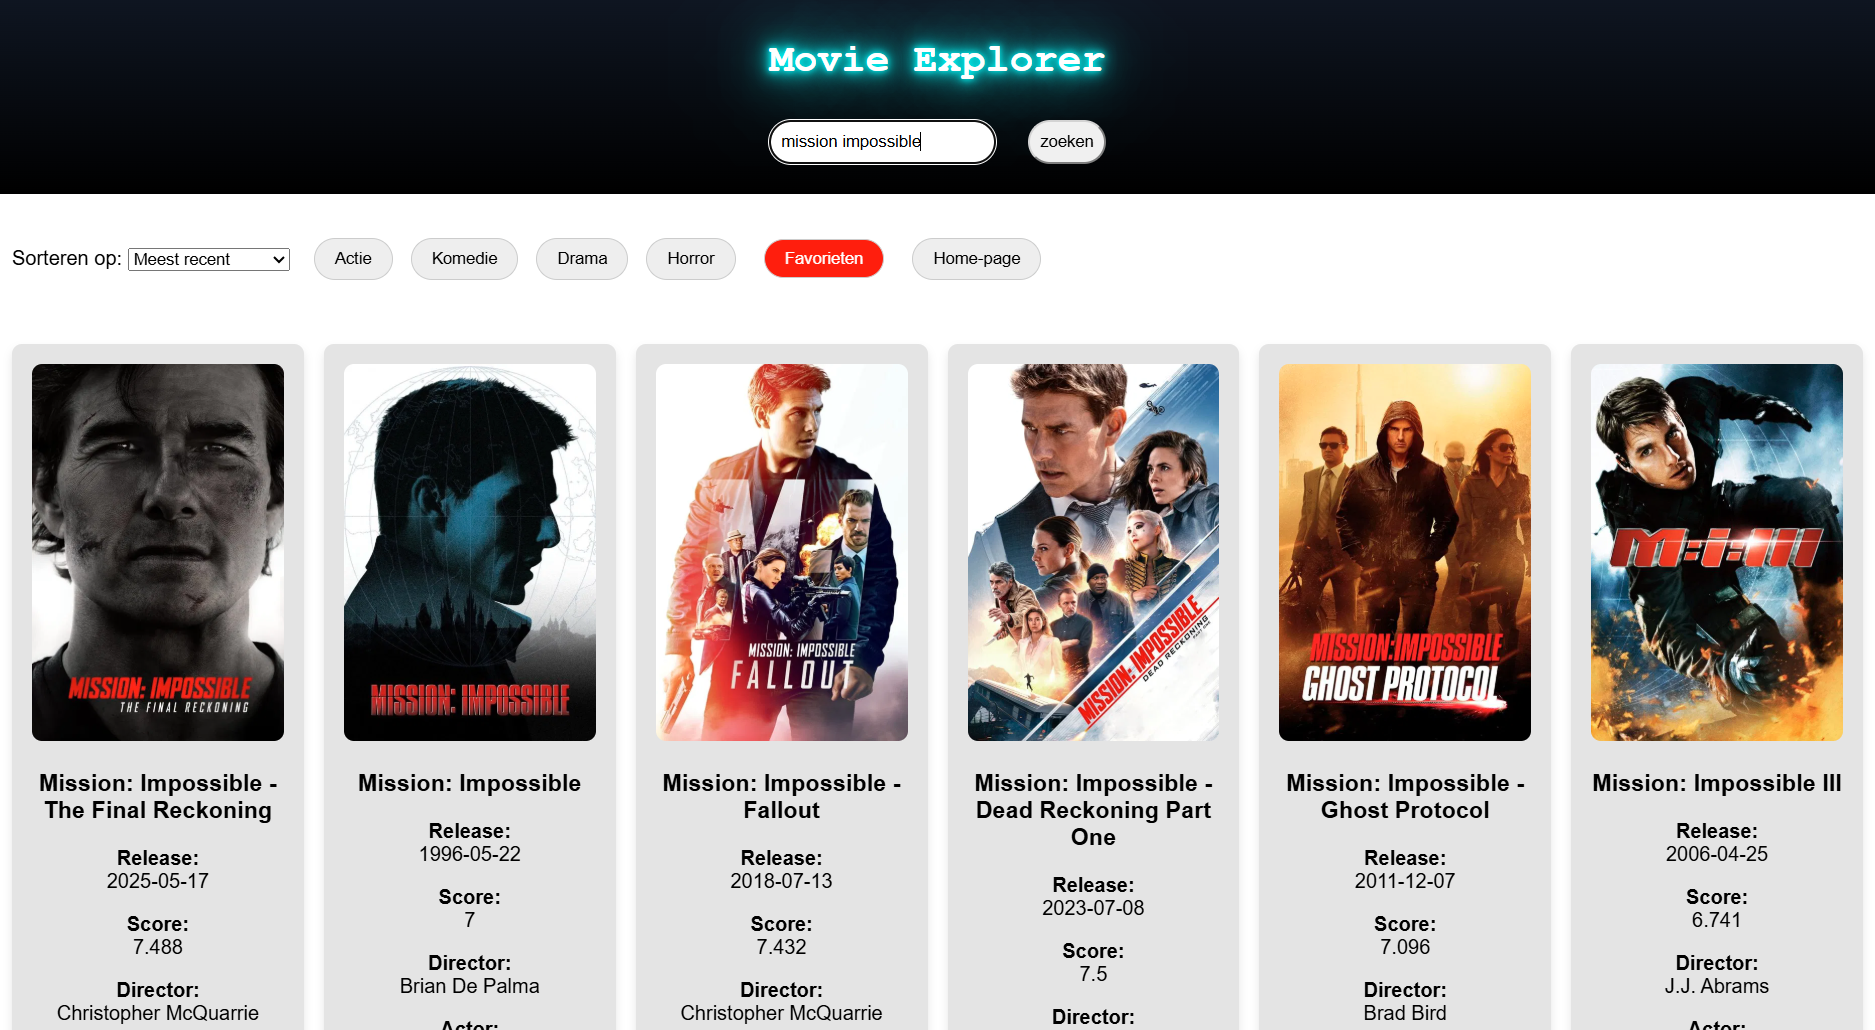 Movie Explorer
mission impossible
zoeken
Sorteren op: Meest recent Actie Komedie Drama Horror Favorieten Home-page
MISSION: IMPOSSIBLE
THE FINAL RECKONING
Mission: Impossible -
The Final Reckoning
Release:
2025-05-17
Score:
7.488
Director:
Christopher McQuarrie
MISSION: IMPOSSIBLE
Mission: Impossible
Release:
1996-05-22
Score:
7
Director:
Brian De Palma
Actor:
MISSION: IMPOSSIBLE
FALLOUT
Mission: Impossible -
Fallout
Release:
2018-07-13
Score:
7.432
Director:
Christopher McQuarrie
MISSION: IMPOSSIBLE
DEAD RECKONING
PART ONE
Mission: Impossible -
Dead Reckoning Part
One
Release:
2023-07-08
Score:
7.5
Director:
MISSION: IMPOSSIBLE
GHOST PROTOCOL
Mission: Impossible -
Ghost Protocol
Release:
2011-12-07
Score:
7.096
Director:
Brad Bird
M:i:III
Mission: Impossible III
Release:
2006-04-25
Score:
6.741
Director:
J.J. Abrams
Actor: